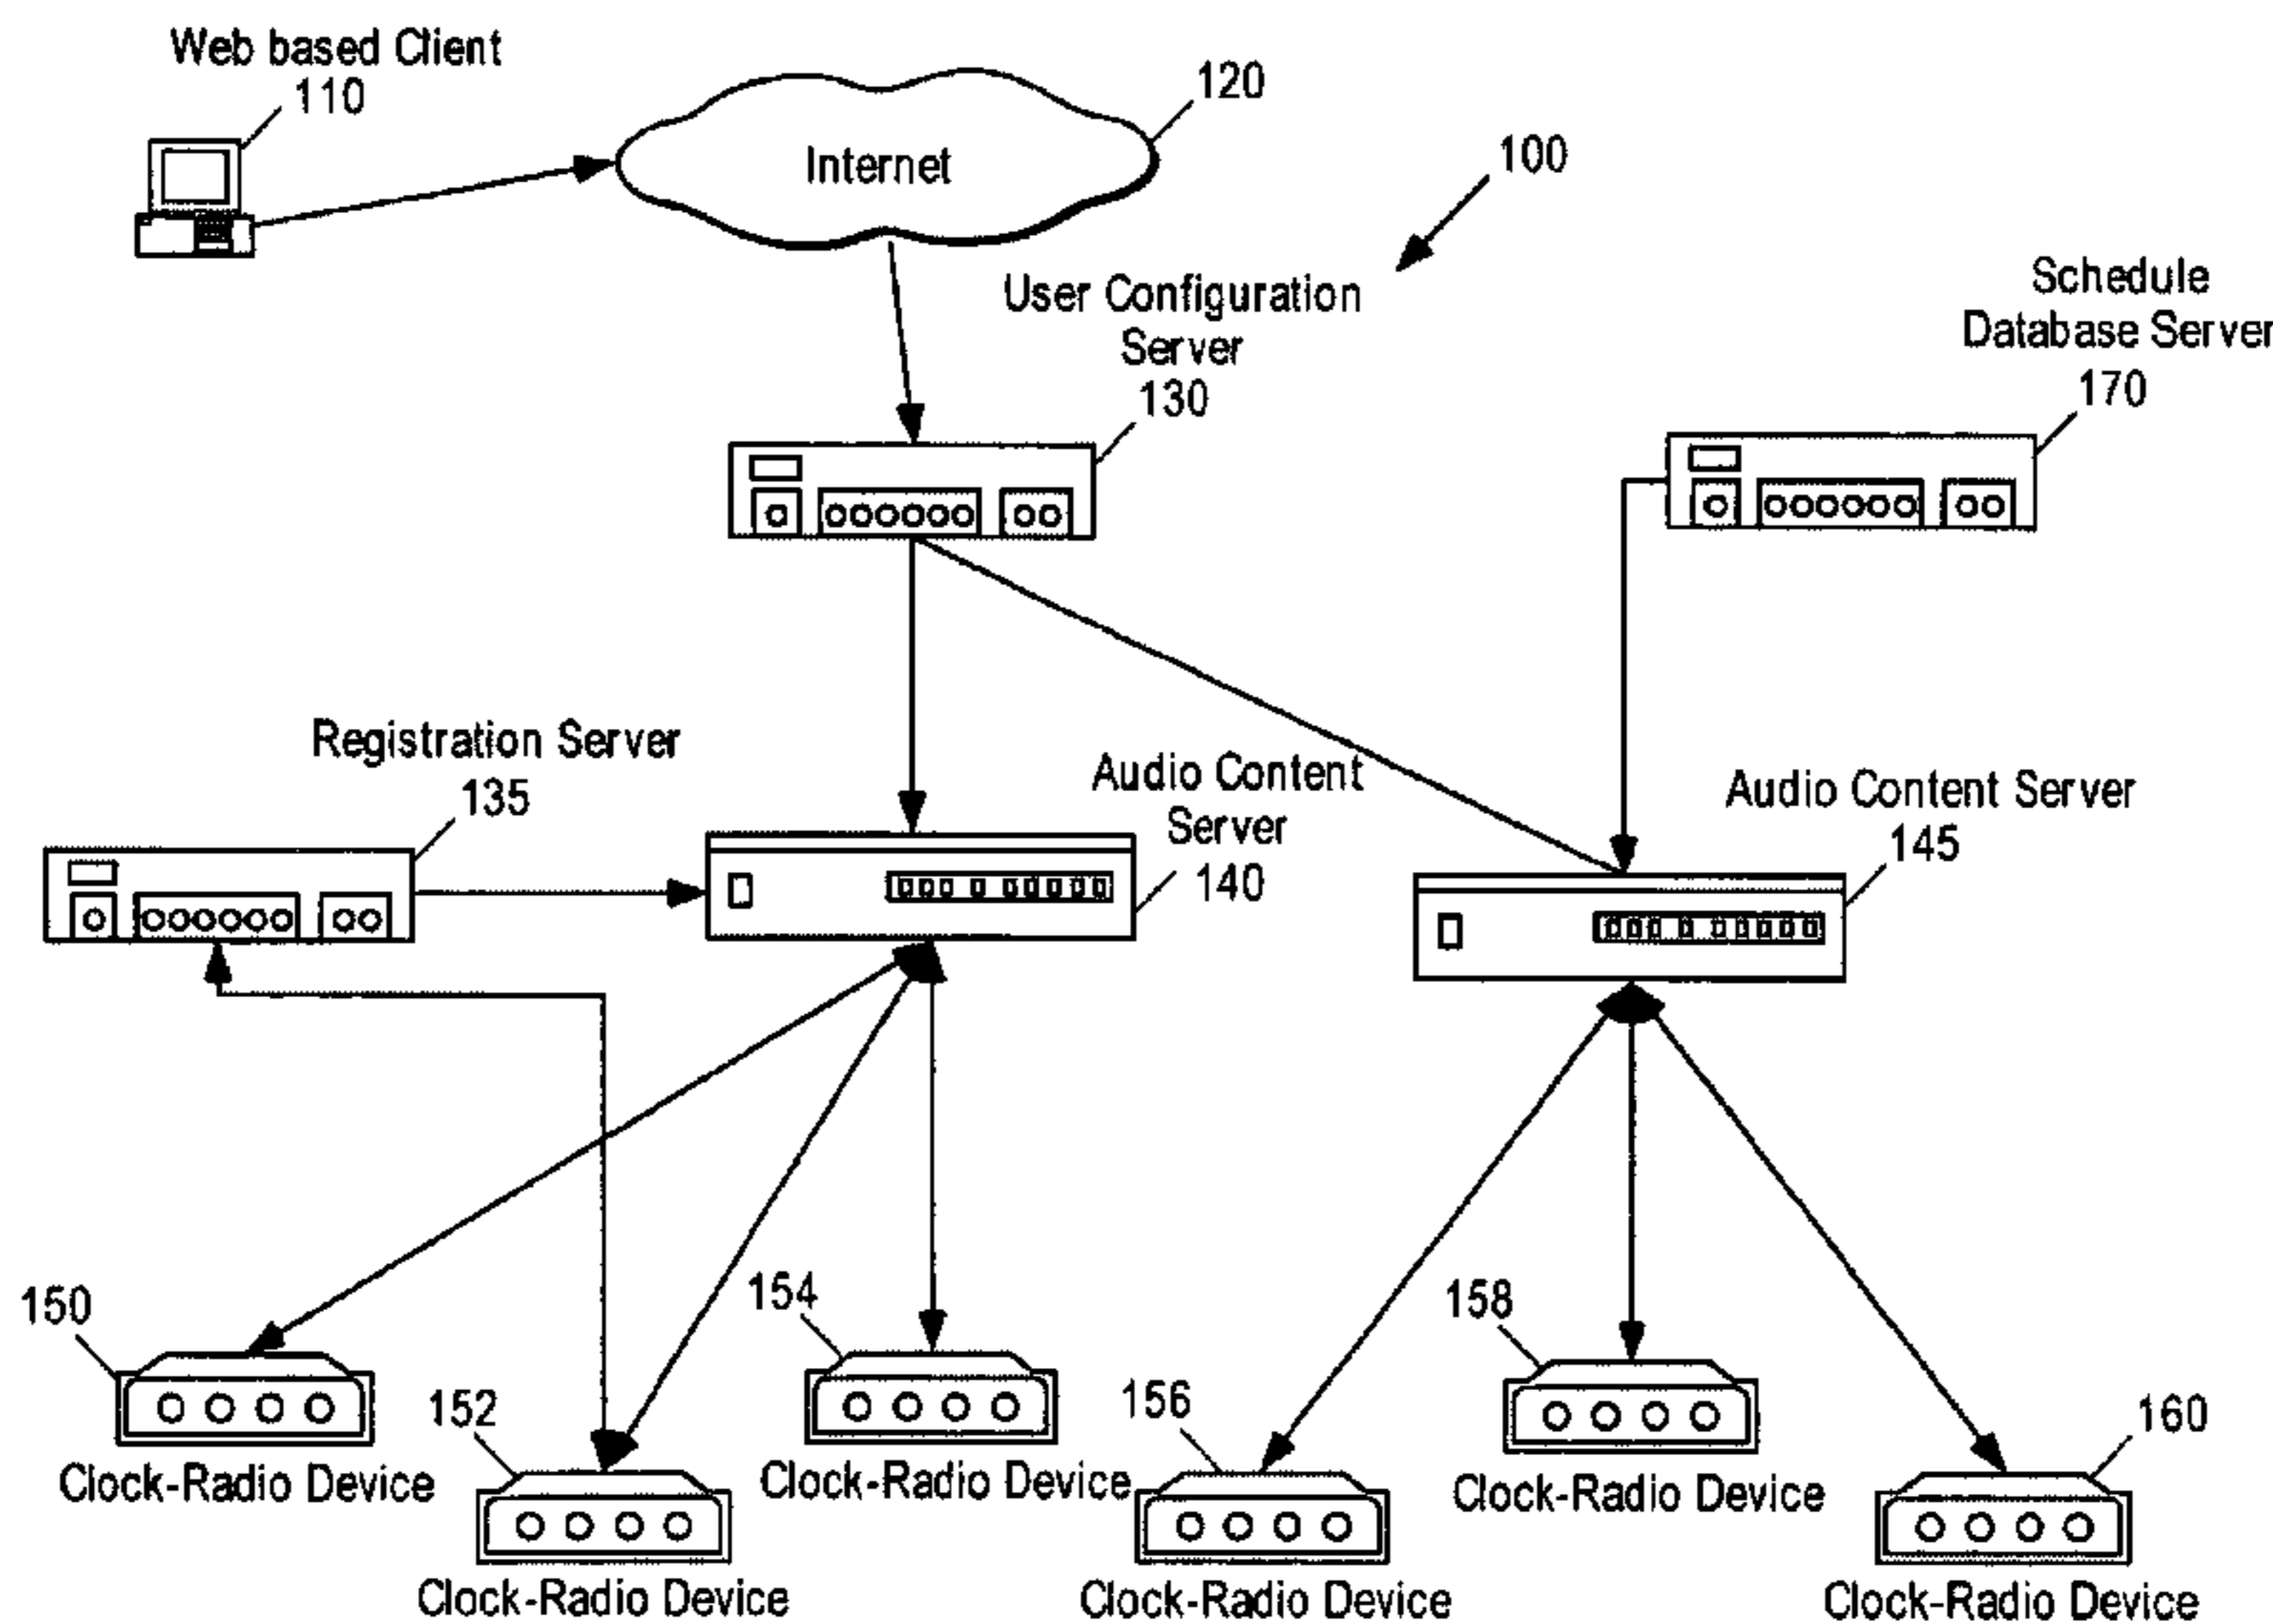 Web based Client
110
120
Internet
100
User Configuration
Server
130
Schedule
Database Server
170
Registration Server
135
Audio Content
Server
140
Audio Content Server
145
150
Clock-Radio Device
152
Clock-Radio Device
154
Clock-Radio Device
156
Clock-Radio Device
158
Clock-Radio Device
160
Clock-Radio Device